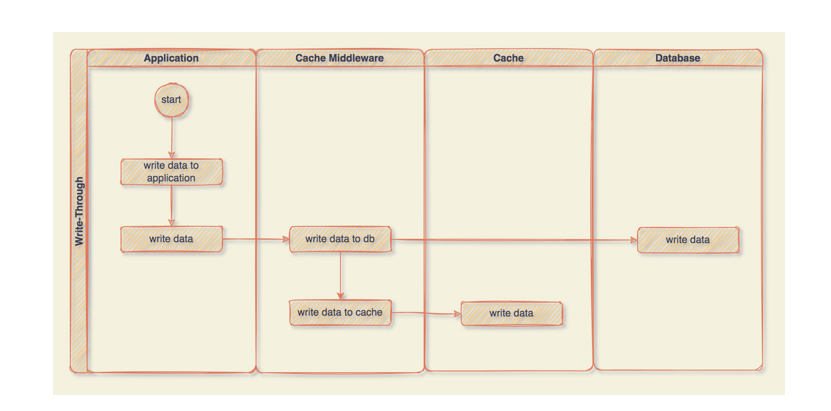 Application
Cache Middleware
Cache
Database
Write-Through
start
write data to
application
write data
write data to db
write data
write data to cache
write data